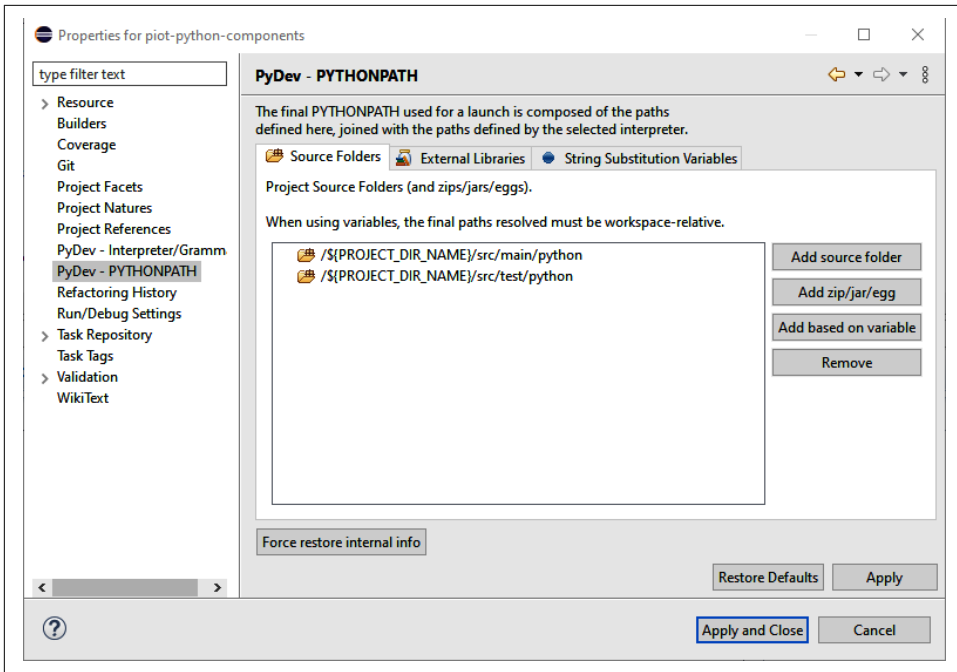 Properties for piot-python-components
type filter text
Resource
Builders
Coverage
Git
Project Facets
Project Natures
Project References
PyDev - Interpreter/Gramm
PyDev - PYTHONPATH
Refactoring History
Run/Debug Settings
Task Repository
Task Tags
Validation
WikiText
PyDev - PYTHONPATH
The final PYTHONPATH used for a launch is composed of the paths
defined here, joined with the paths defined by the selected interpreter.
Source Folders External Libraries String Substitution Variables
Project Source Folders (and zips/jars/eggs).
When using variables, the final paths resolved must be workspace-relative.
/${PROJECT_DIR_NAME}/src/main/python
/${PROJECT_DIR_NAME}/src/test/python
Add source folder
Add zip/jar/egg
Add based on variable
Remove
Force restore internal info
Restore Defaults Apply
? Apply and Close Cancel